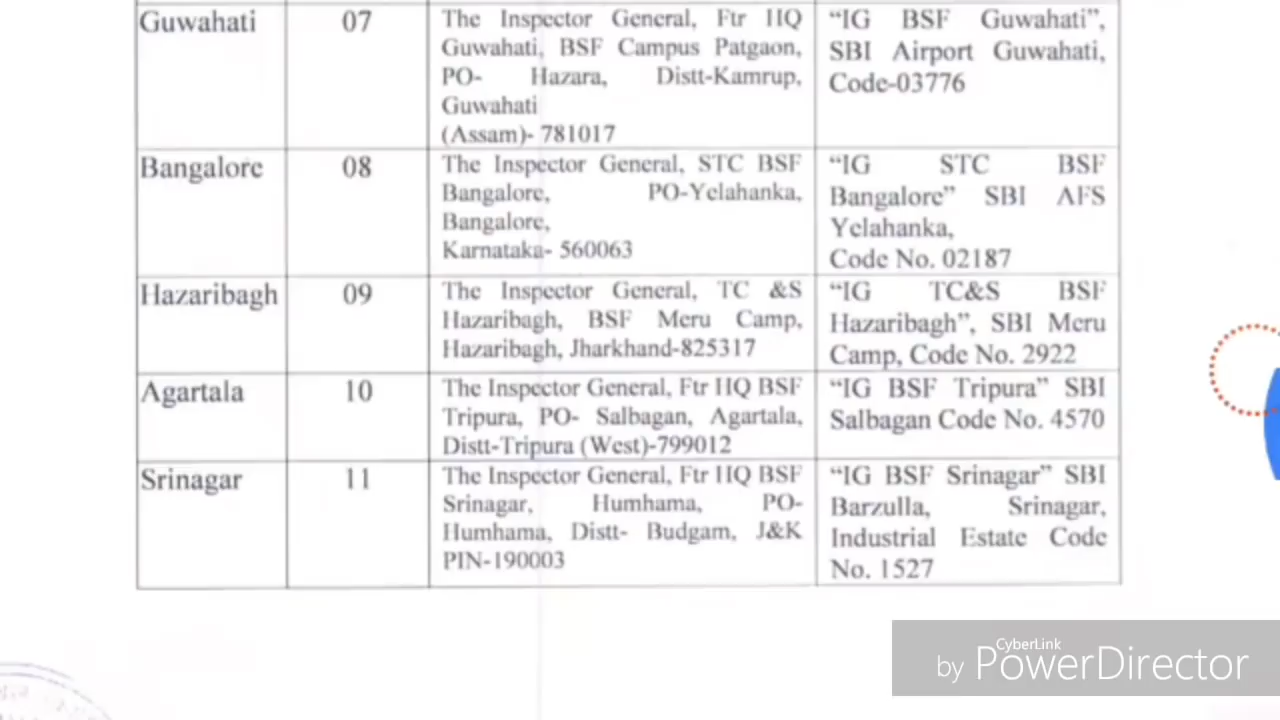 Guwahati 07 The Inspector General, Ftr HQ
Guwahati, BSF Campus Patgaon,
PO- Hazara, Distt-Kamrup,
Guwahati
(Assam)- 781017
“IG BSF Guwahati”,
SBI Airport Guwahati,
Code-03776
Bangalore 08 The Inspector General, STC BSF
Bangalore, PO-Yelahanka,
Bangalore,
Karnataka- 560063
“IG STC BSF
Bangalore” SBI AFS
Yelahanka,
Code No. 02187
Hazaribagh 09 The Inspector General, TC &S
Hazaribagh, BSF Meru Camp,
Hazaribagh, Jharkhand-825317
“IG TC&S BSF
Hazaribagh”, SBI Meru
Camp, Code No. 2922
Agartala 10 The Inspector General, Ftr HQ BSF
Tripura, PO- Salbagan, Agartala,
Distt-Tripura (West)-799012
“IG BSF Tripura” SBI
Salbagan Code No. 4570
Srinagar 11 The Inspector General, Ftr HQ BSF
Srinagar, Humhama, PO-
Humhama, Distt- Budgam, J&K
PIN-190003
“IG BSF Srinagar” SBI
Barzulla, Srinagar,
Industrial Estate Code
No. 1527
CyberLink
by PowerDirector